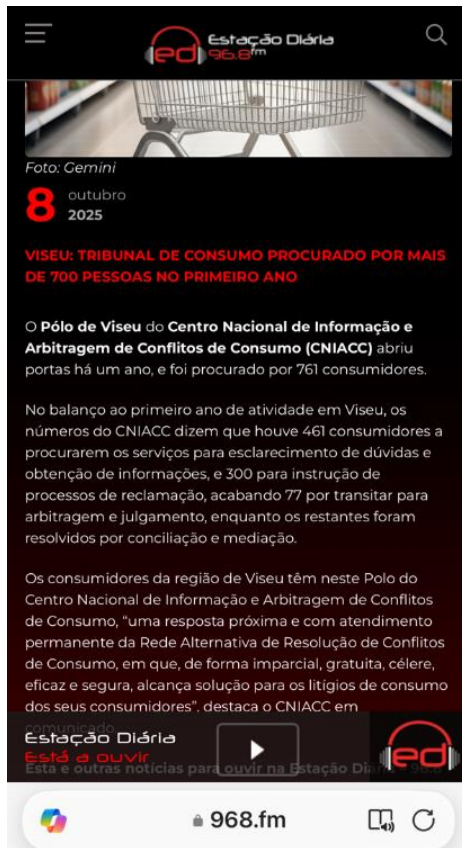 Estação Diária
ed 96.8 fm
Foto: Gemini
8 outubro
2025
VISEU: TRIBUNAL DE CONSUMO PROCURADO POR MAIS
DE 700 PESSOAS NO PRIMEIRO ANO
O Pólo de Viseu do Centro Nacional de Informação e
Arbitragem de Conflitos de Consumo (CNIACC) abriu
portas há um ano, e foi procurado por 761 consumidores.
No balanço ao primeiro ano de atividade em Viseu, os
números do CNIACC dizem que houve 461 consumidores a
procurarem os serviços para esclarecimento de dúvidas e
obtenção de informações, e 300 para instrução de
processos de reclamação, acabando 77 por transitar para
arbitragem e julgamento, enquanto os restantes foram
resolvidos por conciliação e mediação.
Os consumidores da região de Viseu têm neste Polo do
Centro Nacional de Informação e Arbitragem de Conflitos
de Consumo, “uma resposta próxima e com atendimento
permanente da Rede Alternativa de Resolução de Conflitos
de Consumo, em que, de forma imparcial, gratuita, célere,
eficaz e segura, alcança solução para os litígios de consumo
dos seus consumidores”, destaca o CNIACC em
comunicado.
Estação Diária
Está a ouvir
ed
Esta e outras notícias para ouvir na Estação Diária
968.fm